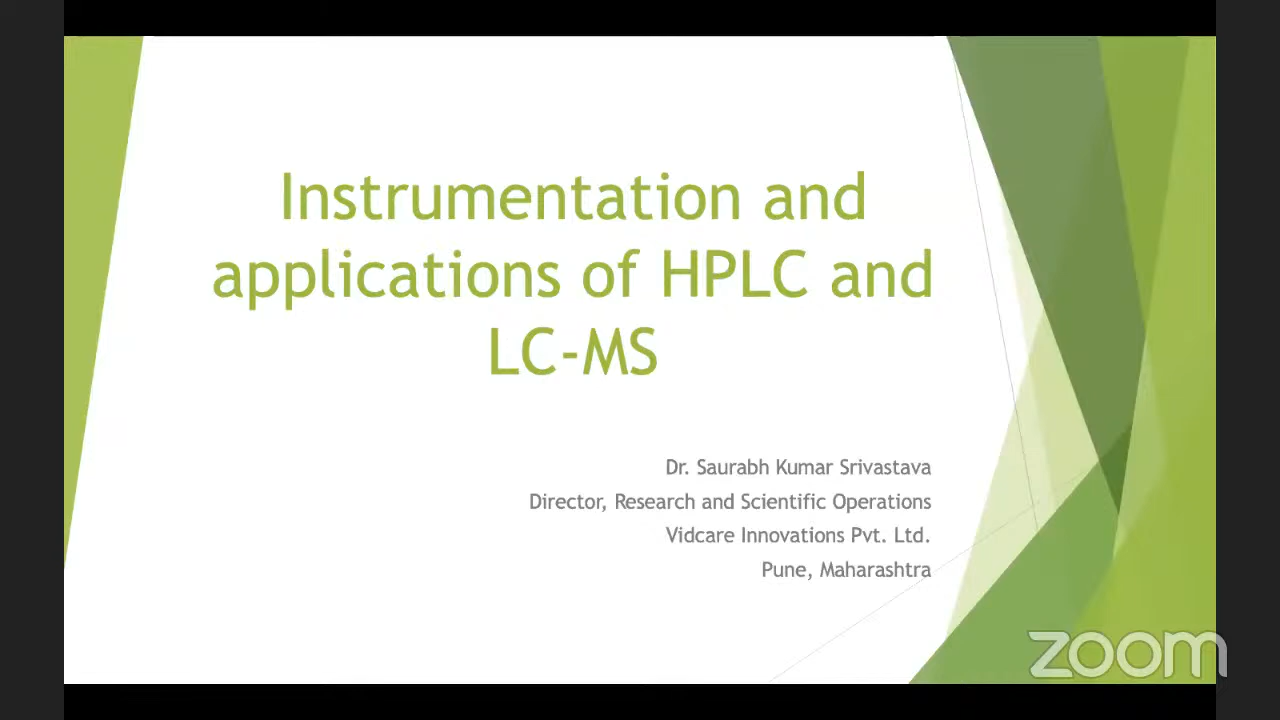 Instrumentation and
applications of HPLC and
LC-MS
Dr. Saurabh Kumar Srivastava
Director, Research and Scientific Operations
Vidcare Innovations Pvt. Ltd.
Pune, Maharashtra
zoom